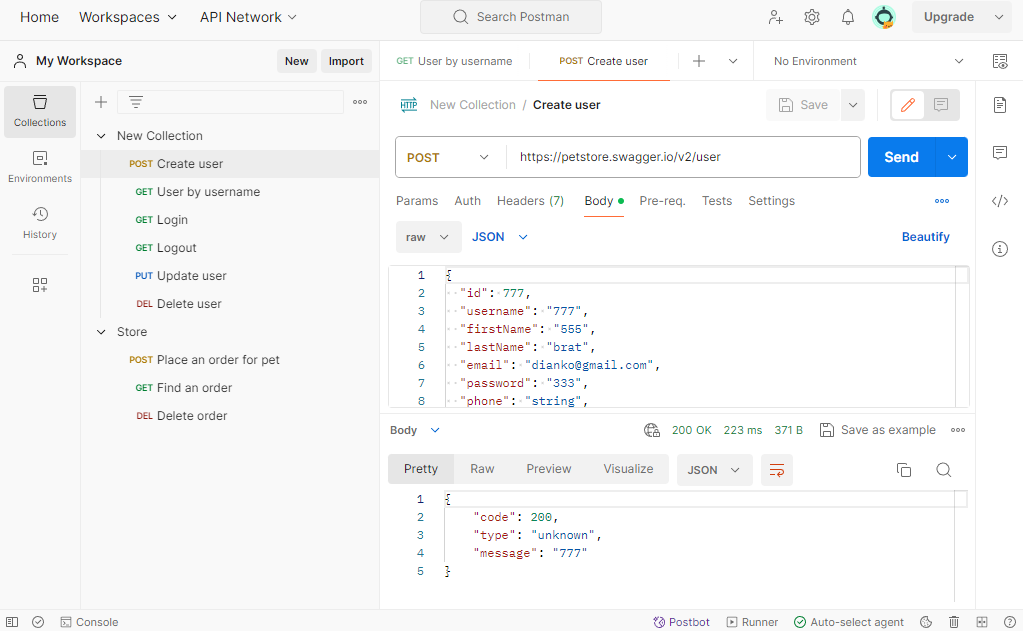 Home Workspaces API Network Search Postman Upgrade
My Workspace New Import GET User by username POST Create user No Environment
Collections
Environments
History
New Collection
POST Create user
GET User by username
GET Login
GET Logout
PUT Update user
DEL Delete user
Store
POST Place an order for pet
GET Find an order
DEL Delete order
HTTP New Collection / Create user Save
POST https://petstore.swagger.io/v2/user Send
Params Auth Headers (7) Body Pre-req. Tests Settings
raw JSON Beautify
1 {
2 "id": 777,
3 "username": "777",
4 "firstName": "555",
5 "lastName": "brat",
6 "email": "dianko@gmail.com",
7 "password": "333",
8 "phone": "string",
Body 200 OK 223 ms 371 B Save as example
Pretty Raw Preview Visualize JSON
1 {
2 "code": 200,
3 "type": "unknown",
4 "message": "777"
5 }
Console Postbot Runner Auto-select agent